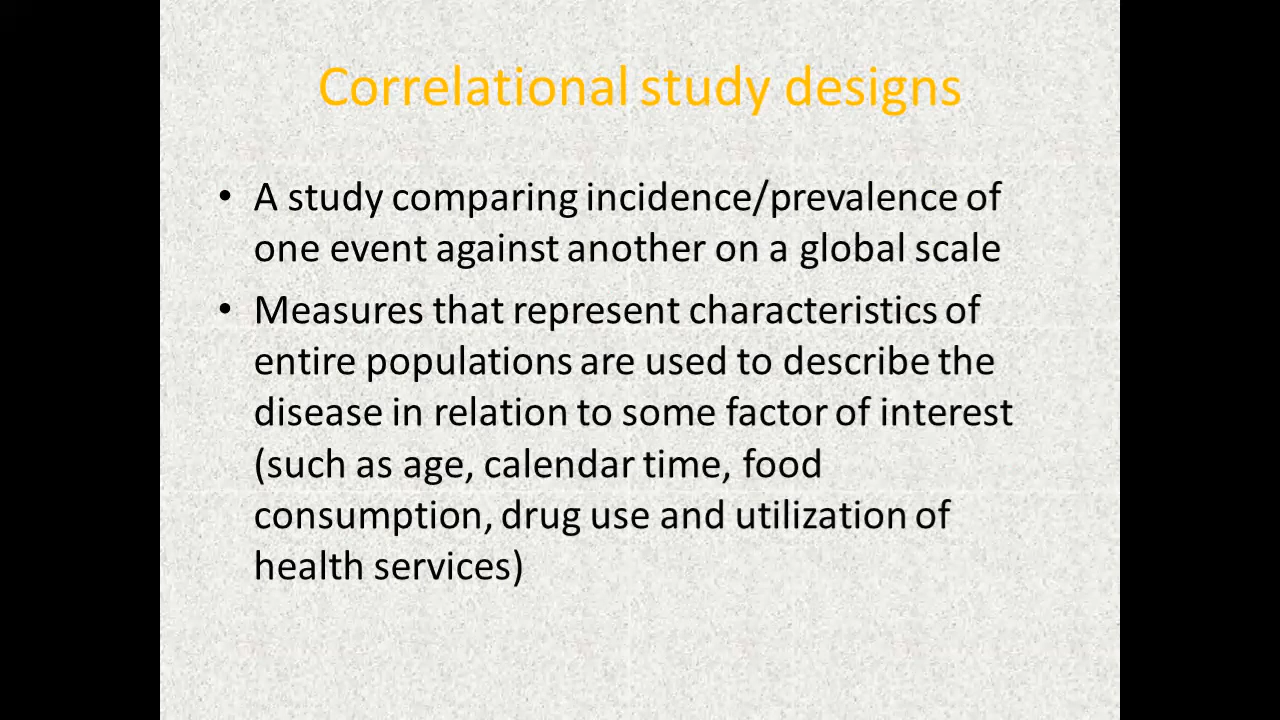 Correlational study designs
• A study comparing incidence/prevalence of
one event against another on a global scale
• Measures that represent characteristics of
entire populations are used to describe the
disease in relation to some factor of interest
(such as age, calendar time, food
consumption, drug use and utilization of
health services)